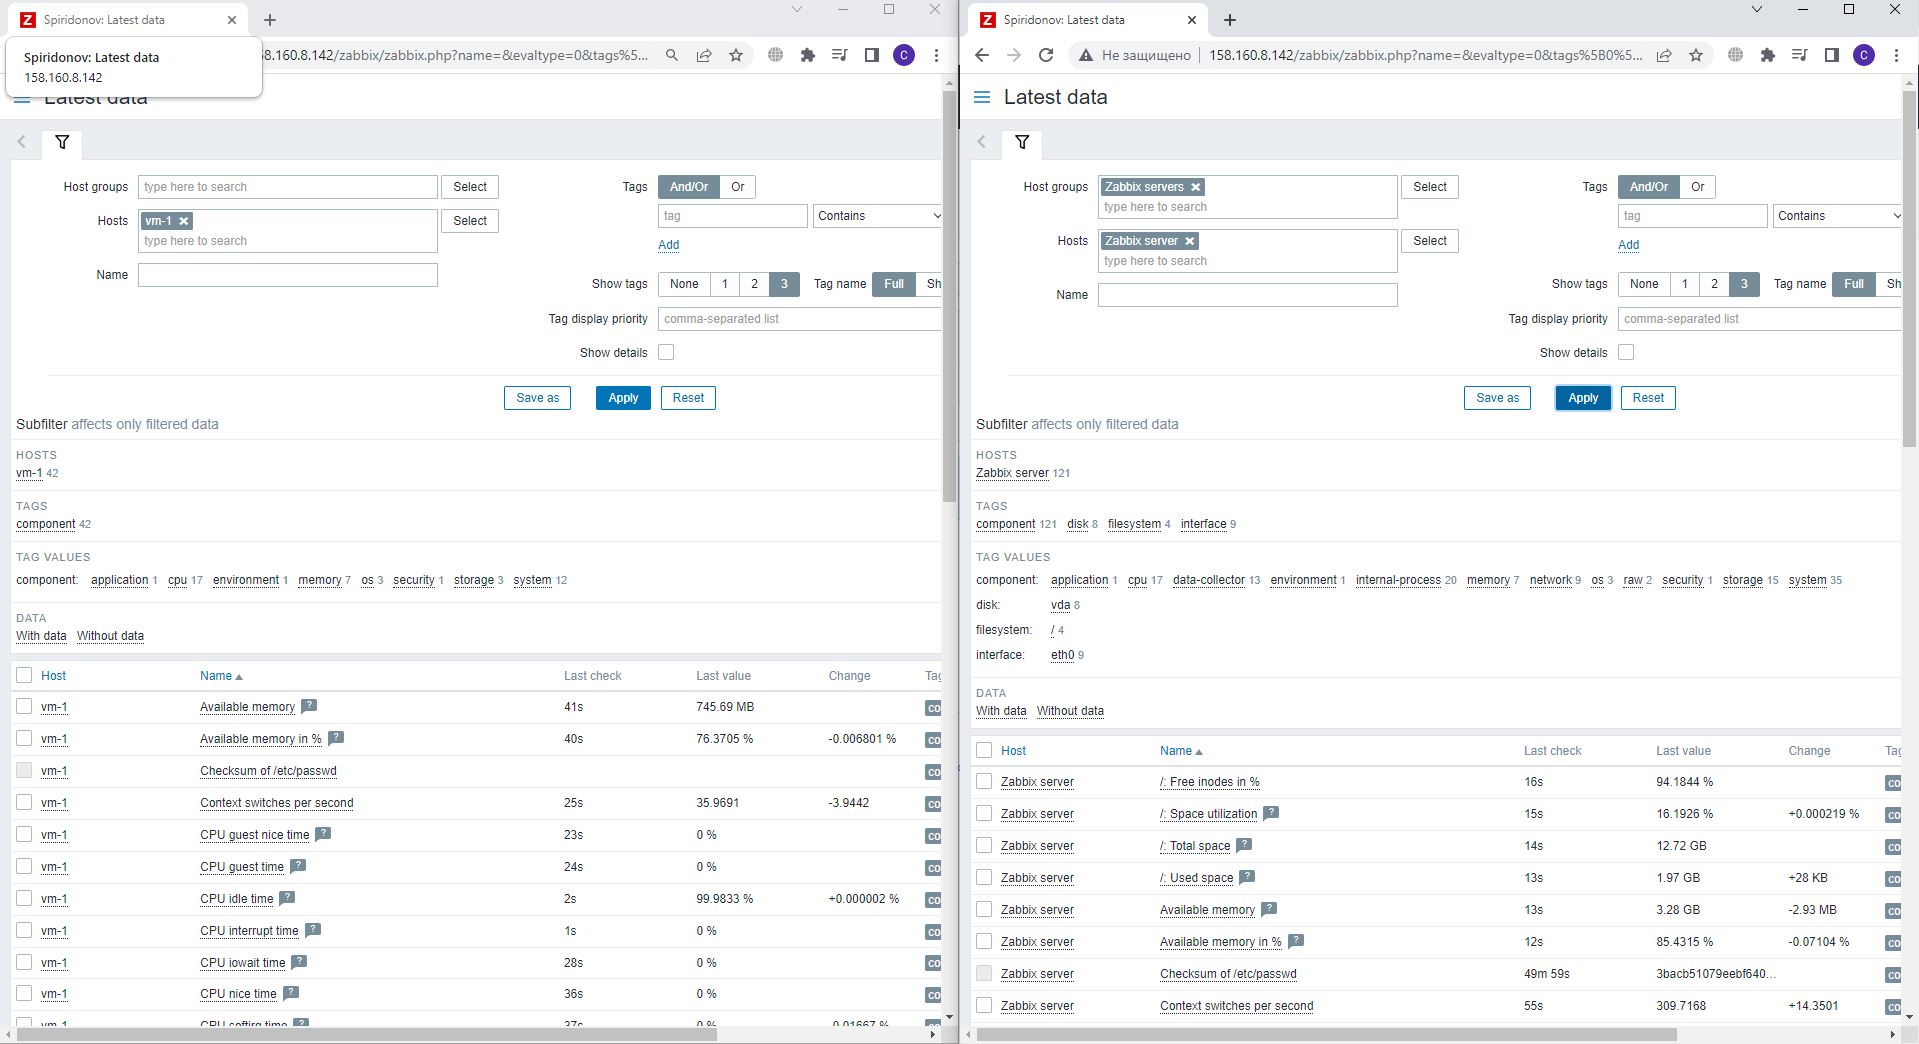 Spiridonov: Latest data
Spiridonov: Latest data
158.160.8.142
58.160.8.142/zabbix/zabbix.php?name=&evaltype=0&tags%5...
C
Latest data
Host groups
type here to search
Select
Tags
And/Or
Or
Hosts
vm-1
type here to search
Select
tag
Contains
Add
Name
Show tags
None
1
2
3
Tag name
Full
Sh
Tag display priority
comma-separated list
Show details
Save as
Apply
Reset
Subfilter affects only filtered data
HOSTS
vm-1 42
TAGS
component 42
TAG VALUES
component: application 1 cpu 17 environment 1 memory 7 os 3 security 1 storage 3 system 12
DATA
With data Without data
Host Name Last check Last value Change Tag
vm-1 Available memory ? 41s 745.69 MB co
vm-1 Available memory in % ? 40s 76.3705 % -0.006801 % co
vm-1 Checksum of /etc/passwd co
vm-1 Context switches per second 25s 35.9691 -3.9442 co
vm-1 CPU guest nice time ? 23s 0 % co
vm-1 CPU guest time ? 24s 0 % co
vm-1 CPU idle time ? 2s 99.9833 % +0.000002 % co
vm-1 CPU interrupt time ? 1s 0 % co
vm-1 CPU iowait time ? 28s 0 % co
vm-1 CPU nice time ? 36s 0 % co
vm-1 CPU softirq time ? 37s 0 % -0.01667 % co
Spiridonov: Latest data
Не защищено
158.160.8.142/zabbix/zabbix.php?name=&evaltype=0&tags%5B0%5...
C
Latest data
Host groups
Zabbix servers
type here to search
Select
Tags
And/Or
Or
Hosts
Zabbix server
type here to search
Select
tag
Contains
Add
Name
Show tags
None
1
2
3
Tag name
Full
Sh
Tag display priority
comma-separated list
Show details
Save as
Apply
Reset
Subfilter affects only filtered data
HOSTS
Zabbix server 121
TAGS
component 121 disk 8 filesystem 4 interface 9
TAG VALUES
component: application 1 cpu 17 data-collector 13 environment 1 internal-process 20 memory 7 network 9 os 3 raw 2 security 1 storage 15 system 35
disk: vda 8
filesystem: / 4
interface: eth0 9
DATA
With data Without data
Host Name Last check Last value Change Tag
Zabbix server /: Free inodes in % 16s 94.1844 % co
Zabbix server /: Space utilization ? 15s 16.1926 % +0.000219 % co
Zabbix server /: Total space ? 14s 12.72 GB co
Zabbix server /: Used space ? 13s 1.97 GB +28 KB co
Zabbix server Available memory ? 13s 3.28 GB -2.93 MB co
Zabbix server Available memory in % ? 12s 85.4315 % -0.07104 % co
Zabbix server Checksum of /etc/passwd 49m 59s 3bacb51079eebf640... co
Zabbix server Context switches per second 55s 309.7168 +14.3501 co